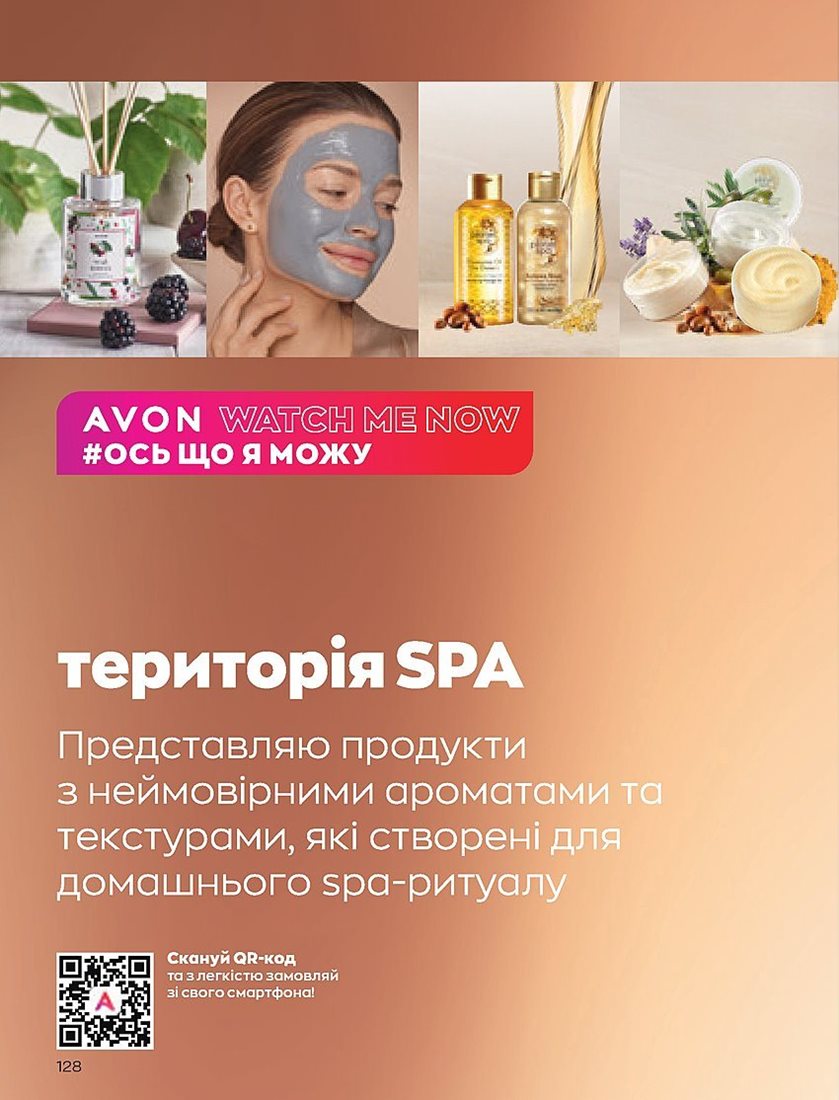 AVON WATCH ME NOW
#ОСЬ ЩО Я МОЖУ
територія SPA
Представляю продукти
з неймовірними ароматами та
текстурами, які створені для
домашнього spa-ритуалу
Скануй QR-код
та з легкістю замовляй
зі свого смартфона!
A
128